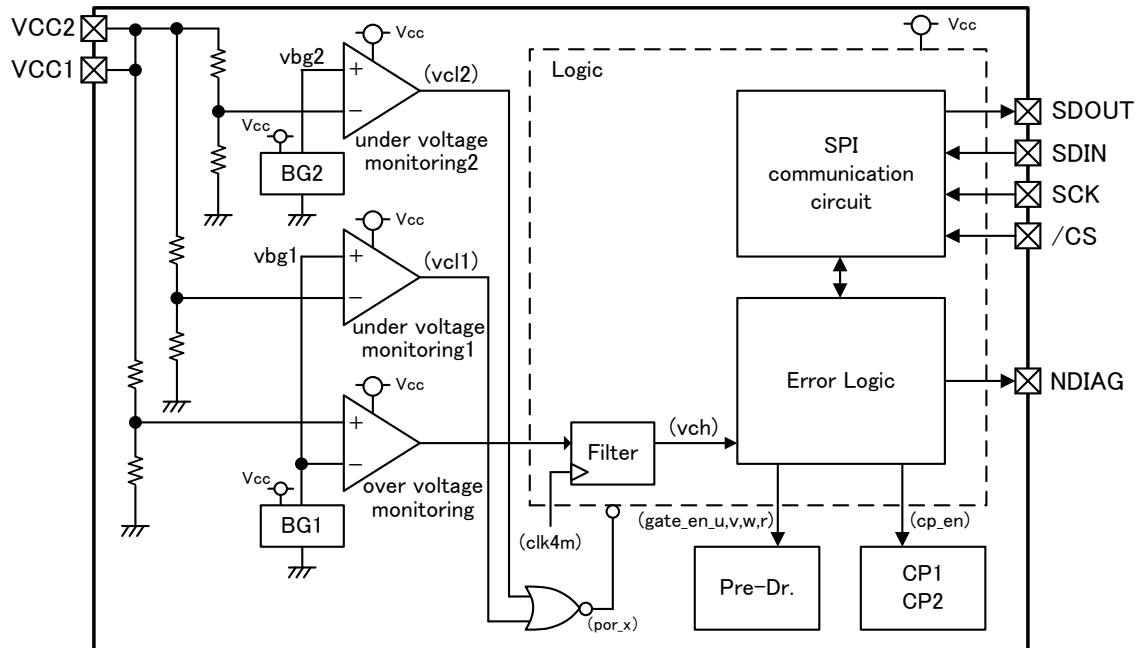 VCC2
VCC1
Vcc
vbg2
+
−
(vcl2)
under voltage
monitoring2
Vcc
BG2
Vcc
vbg1
+
−
(vcl1)
under voltage
monitoring1
Vcc
+
−
over voltage
monitoring
Vcc
BG1
Vcc
Logic
SPI
communication
circuit
SDOUT
SDIN
SCK
/CS
Error Logic
NDIAG
Filter
(vch)
(clk4m)
(por_x)
(gate_en_u,v,w,r)
(cp_en)
Pre-Dr.
CP1
CP2